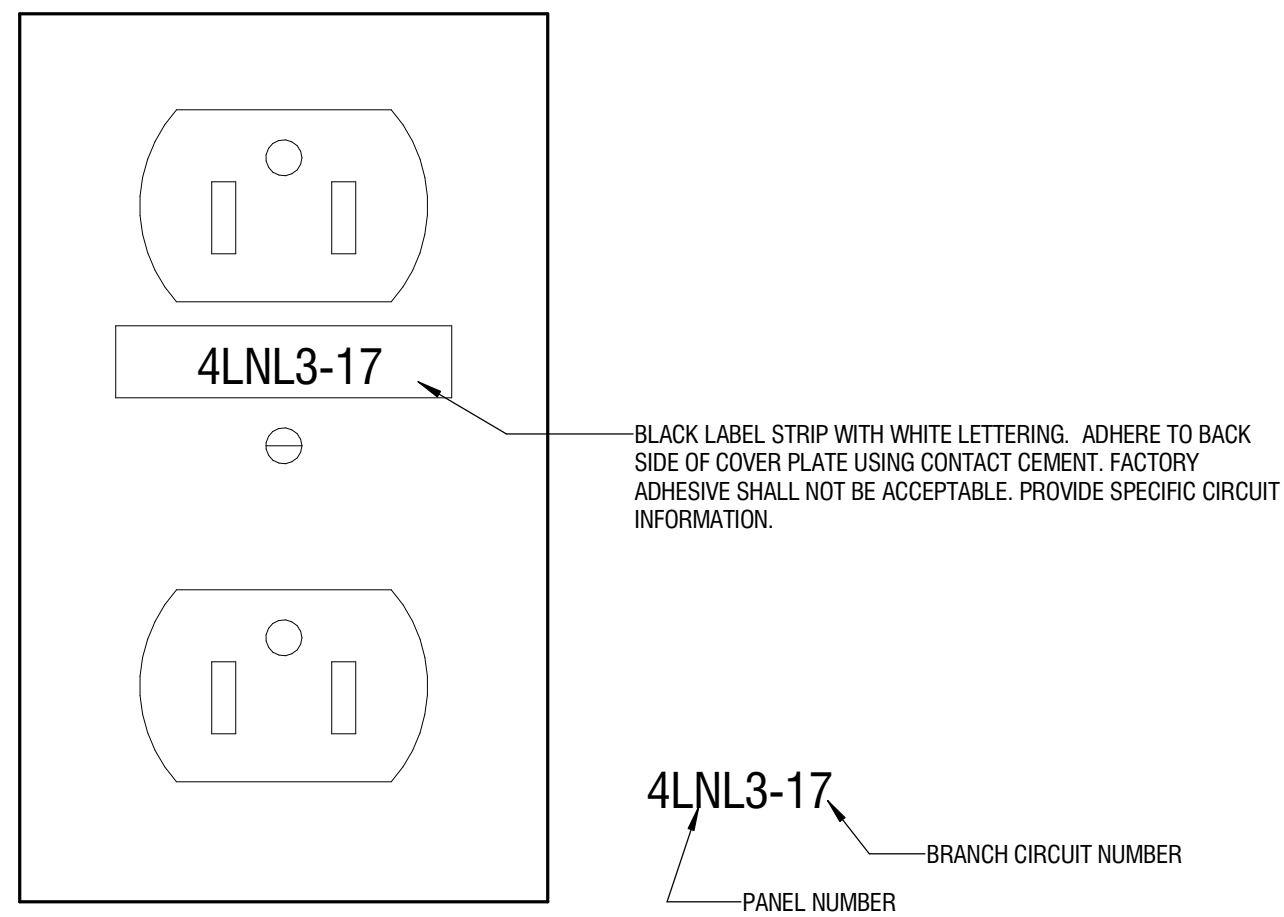 4LNL3-17
BLACK LABEL STRIP WITH WHITE LETTERING. ADHERE TO BACK
SIDE OF COVER PLATE USING CONTACT CEMENT. FACTORY
ADHESIVE SHALL NOT BE ACCEPTABLE. PROVIDE SPECIFIC CIRCUIT
INFORMATION.
4LNL3-17
BRANCH CIRCUIT NUMBER
PANEL NUMBER